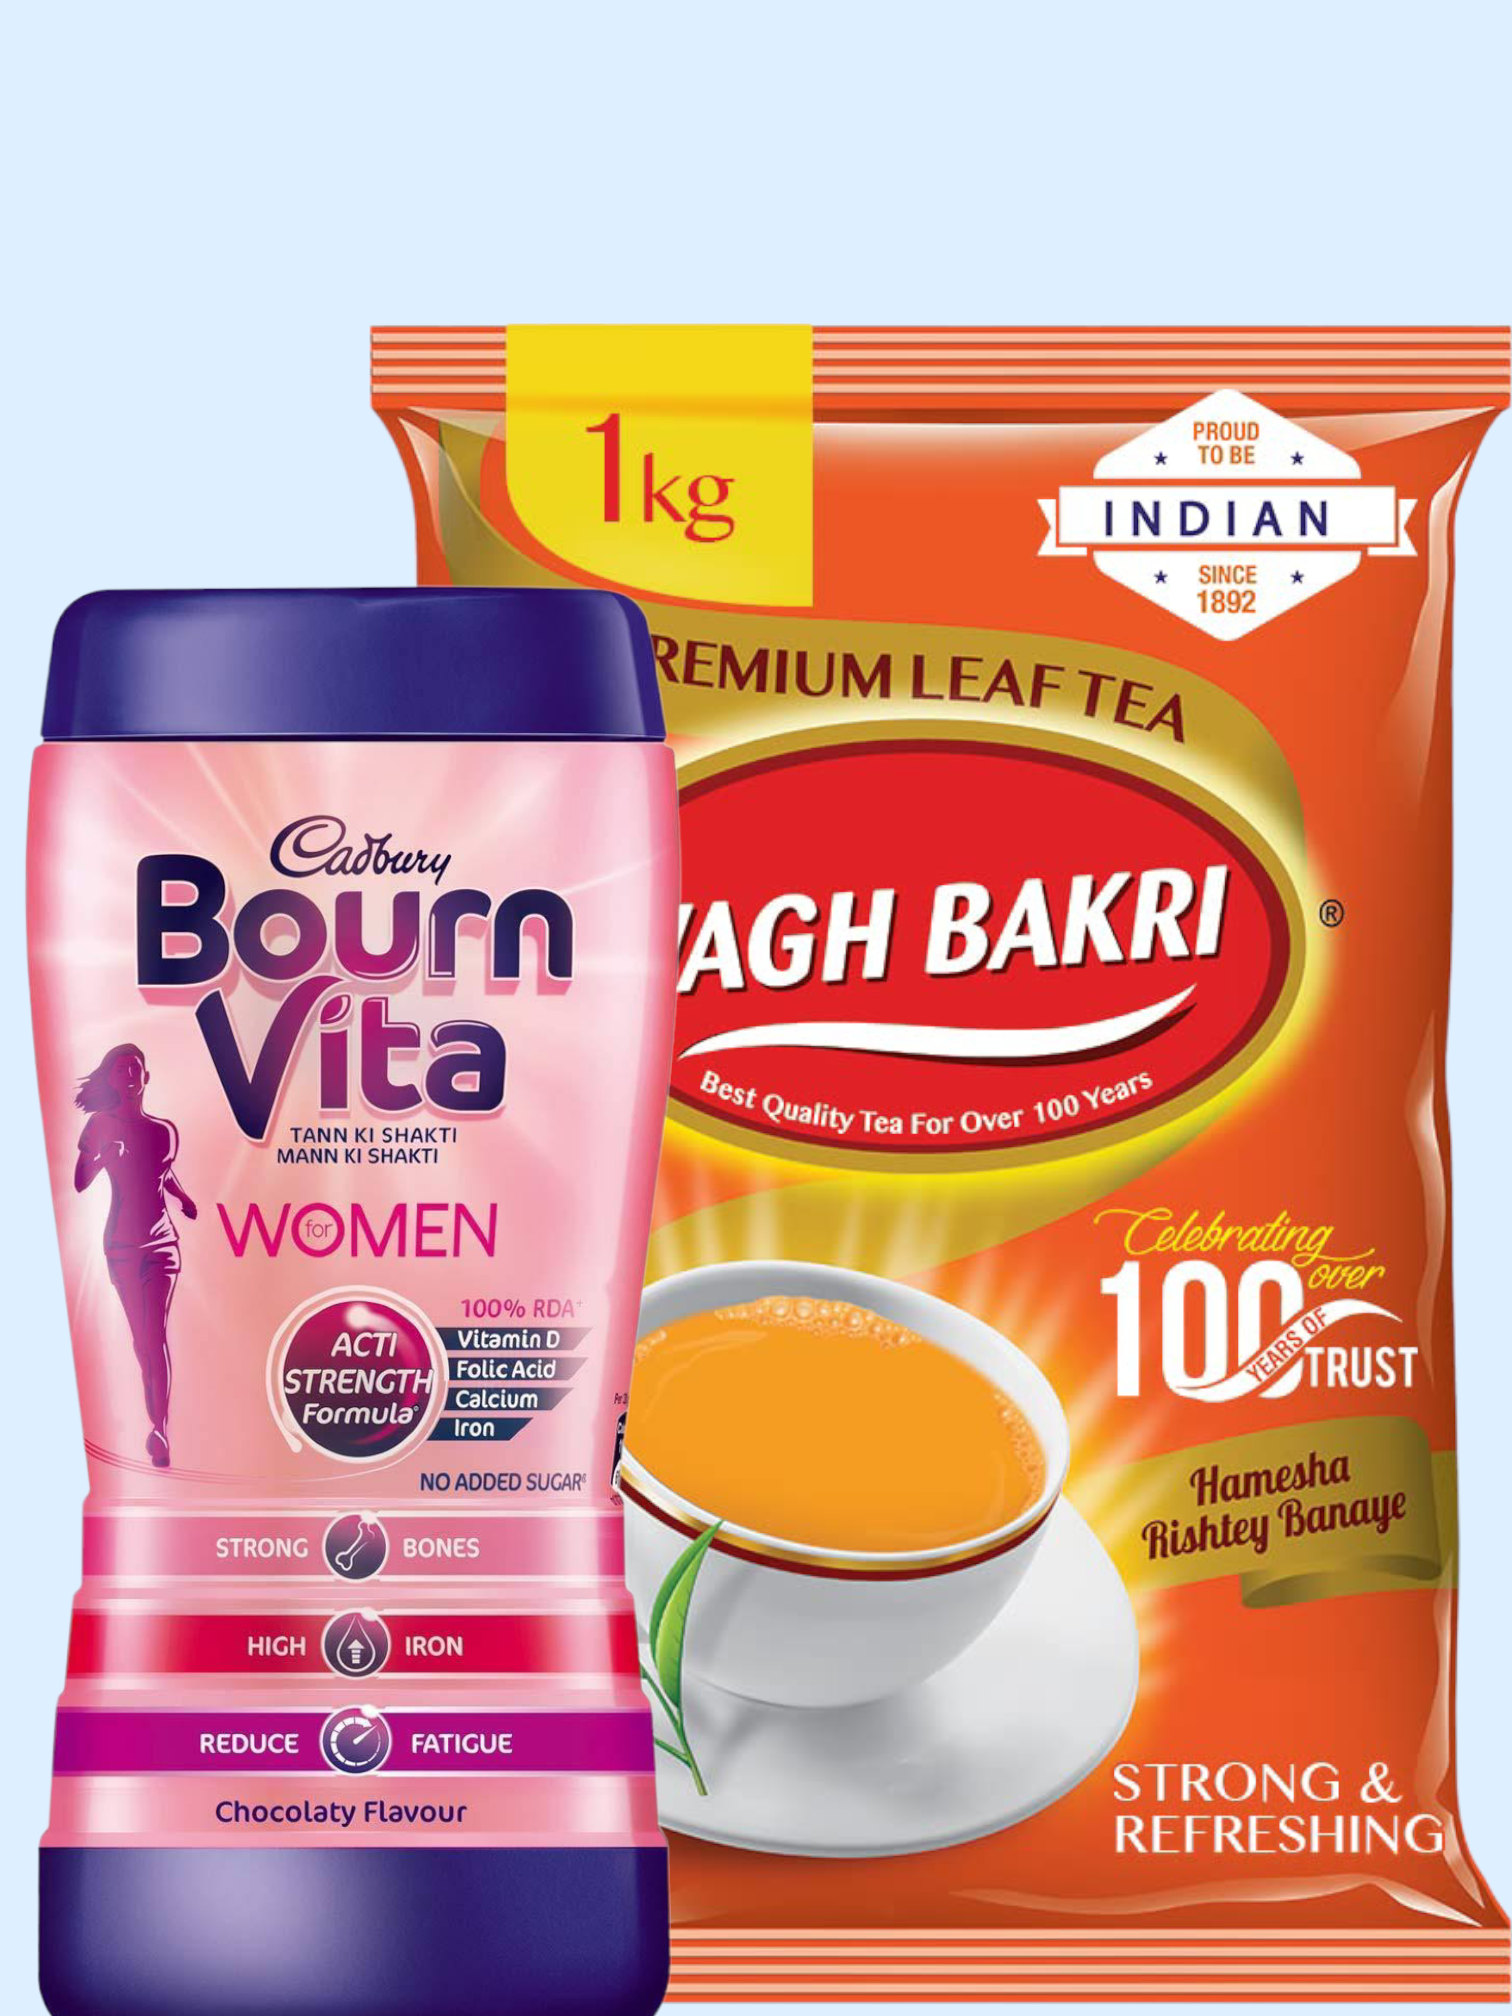 Cadbury
Bourn
Vita
TANN KI SHAKTI
MANN KI SHAKTI
WOMEN
for
100% RDA+
ACTI
STRENGTH
Formula
Vitamin D
Folic Acid
Calcium
Iron
NO ADDED SUGAR
STRONG BONES
HIGH IRON
REDUCE FATIGUE
Chocolaty Flavour
1kg
PROUD
TO BE
INDIAN
SINCE
1892
REMIUM LEAF TEA
AGH BAKRI ®
Best Quality Tea For Over 100 Years
Celebrating
over
100
YEARS OF
TRUST
Hamesha
Rishtey Banaye
STRONG &
REFRESHING